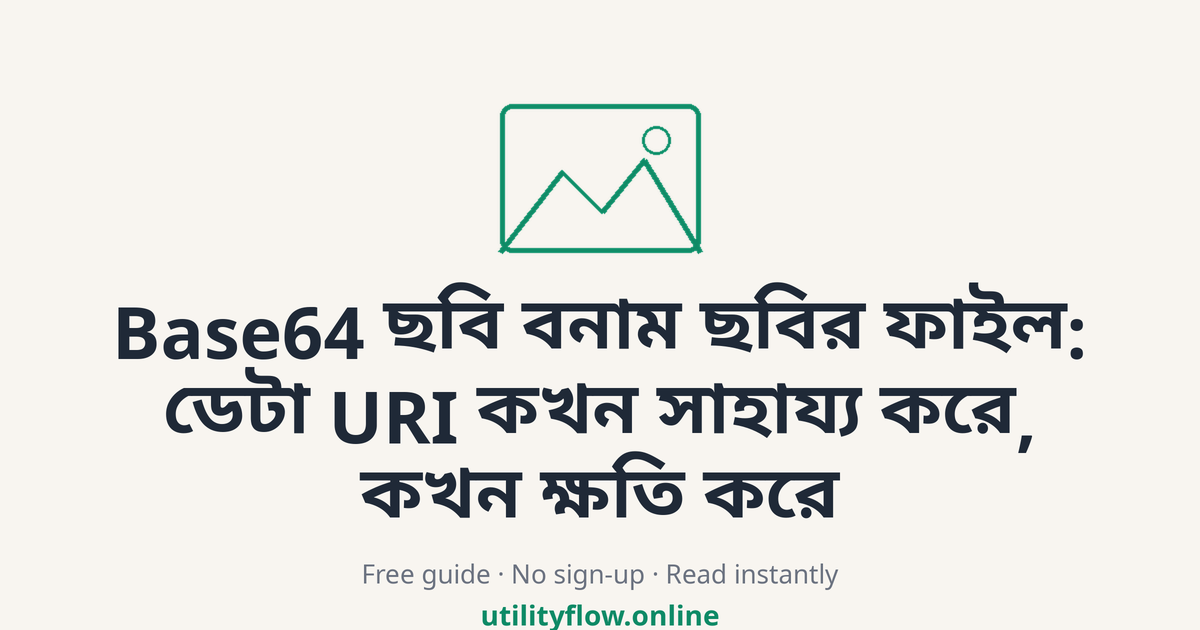 Base64 ছবি বনাম ছবির ফাইল:
ডেটা URI কখন সাহায্য করে,
কখন ক্ষতি করে
Free guide · No sign-up · Read instantly
utilityflow.online